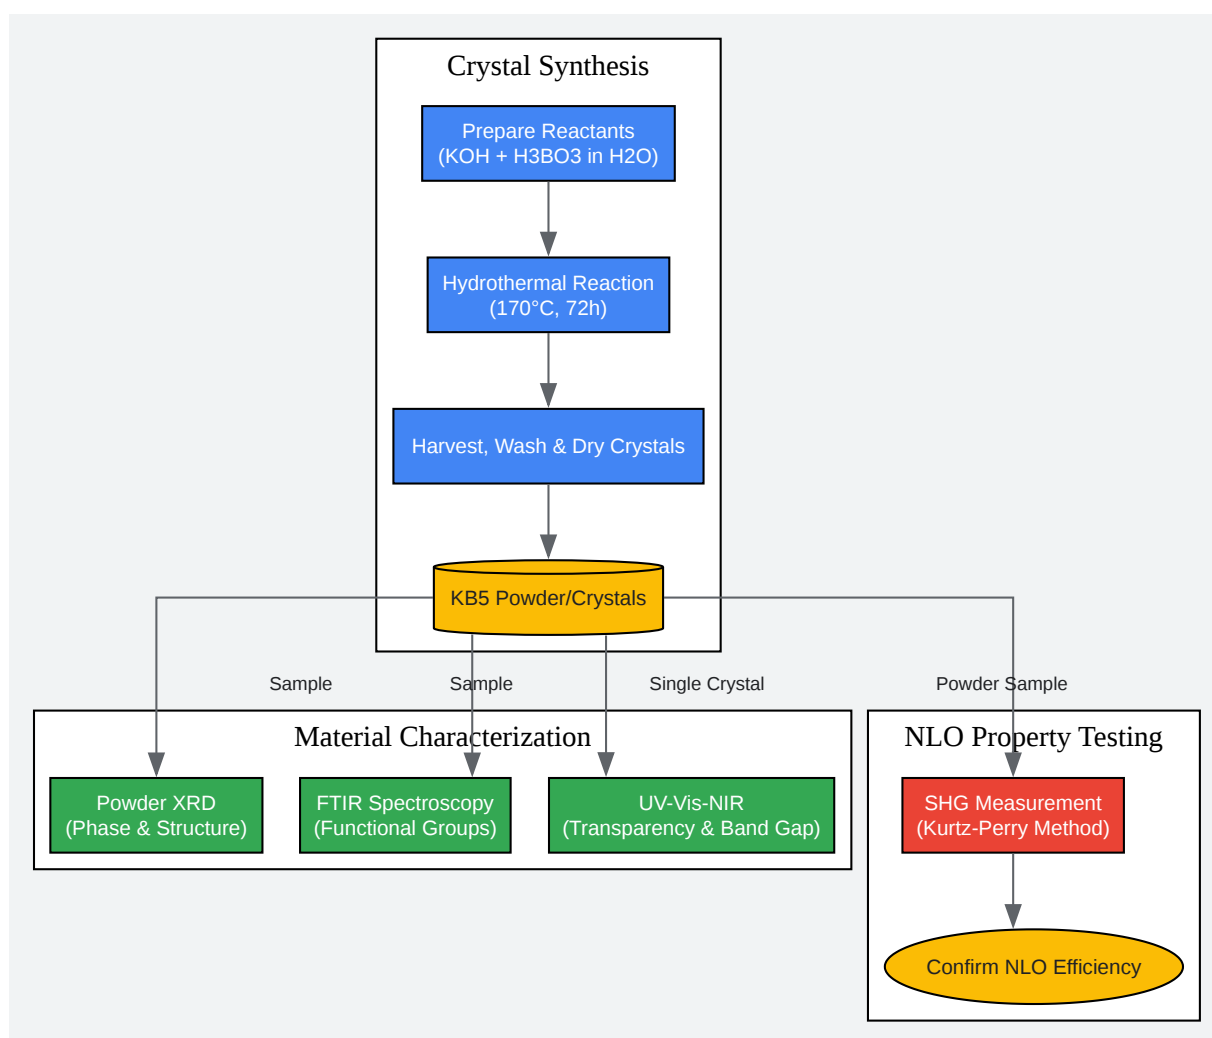 Crystal Synthesis
Prepare Reactants
(KOH + H3BO3 in H2O)
Hydrothermal Reaction
(170°C, 72h)
Harvest, Wash & Dry Crystals
KB5 Powder/Crystals
Sample
Sample
Single Crystal
Powder Sample
Material Characterization
Powder XRD
(Phase & Structure)
FTIR Spectroscopy
(Functional Groups)
UV-Vis-NIR
(Transparency & Band Gap)
NLO Property Testing
SHG Measurement
(Kurtz-Perry Method)
Confirm NLO Efficiency